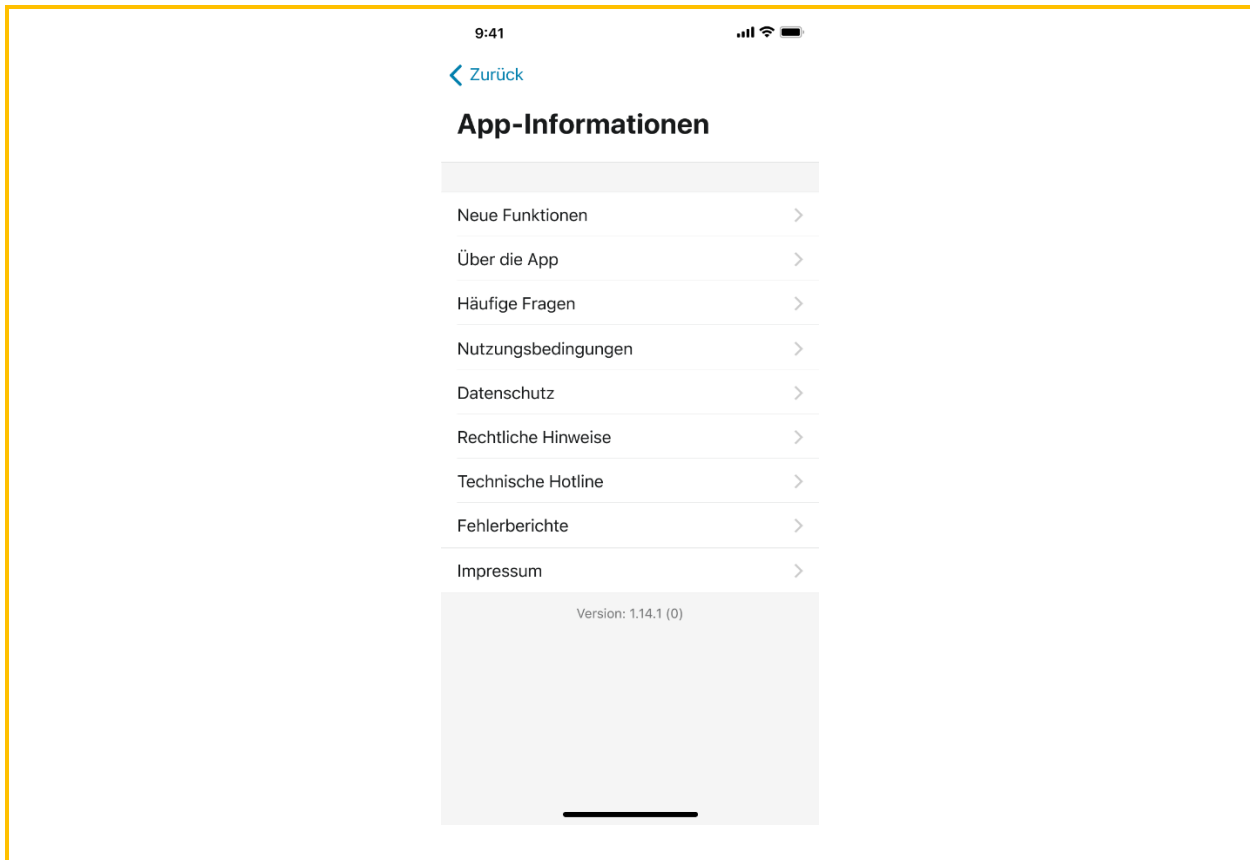 9:41
Zurück
App-Informationen
Neue Funktionen
Über die App
Häufige Fragen
Nutzungsbedingungen
Datenschutz
Rechtliche Hinweise
Technische Hotline
Fehlerberichte
Impressum
Version: 1.14.1 (0)